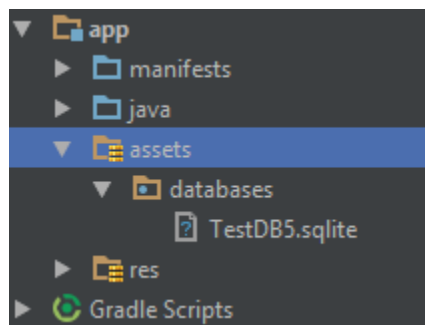 app
manifests
java
assets
databases
TestDB5.sqlite
res
Gradle Scripts